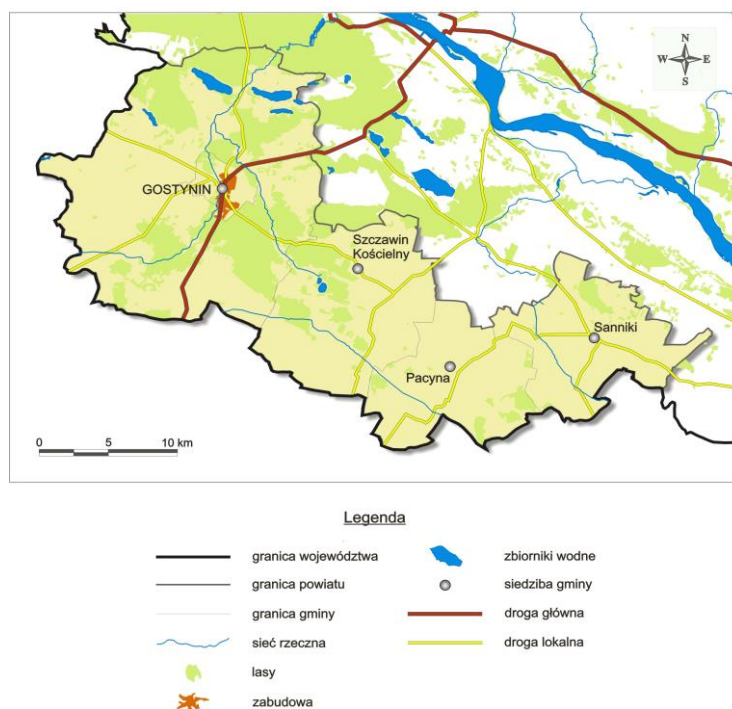 N
W E
S
GOSTYNIN
Szczawin
Kościelny
Sanniki
Pacyna
0 5 10 km
Legenda
granica województwa
zbiorniki wodne
granica powiatu
siedziba gminy
granica gminy
droga główna
sieć rzeczna
droga lokalna
lasy
zabudowa